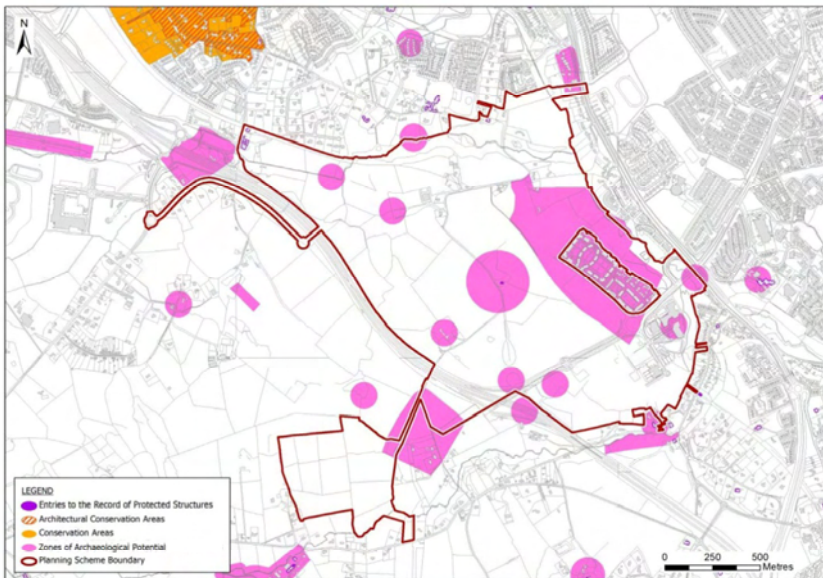 N
LEGEND
Entries to the Record of Protected Structures
Architectural Conservation Areas
Conservation Areas
Zones of Archaeological Potential
Planning Scheme Boundary
0 250 500
Metres